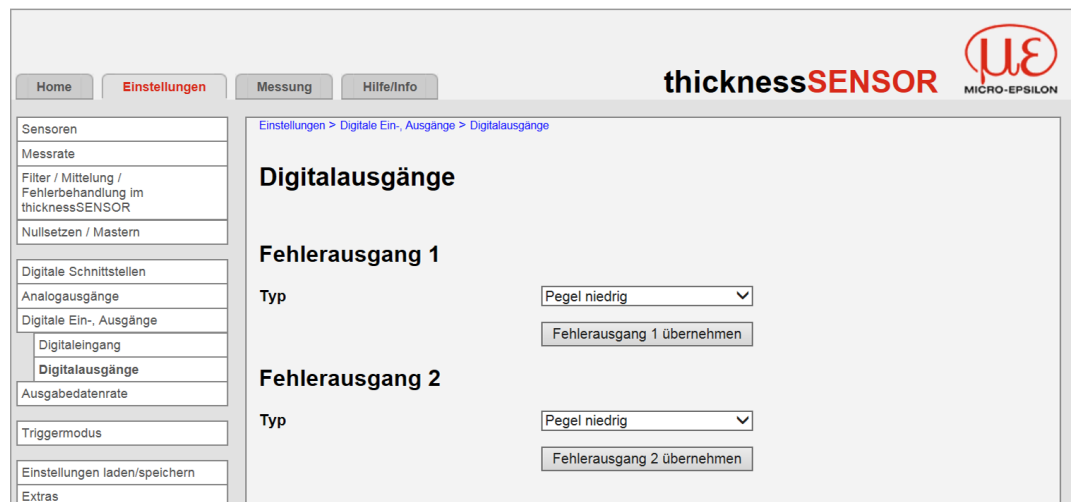 thicknessSENSOR
με
MICRO-EPSILON
Home
Einstellungen
Messung
Hilfe/Info
Sensoren
Messrate
Filter / Mittelung /
Fehlerbehandlung im
thicknessSENSOR
Nullsetzen / Mastern
Digitale Schnittstellen
Analogausgänge
Digitale Ein-, Ausgänge
Digitaleingang
Digitalausgänge
Ausgabedatenrate
Triggermodus
Einstellungen laden/speichern
Extras
Einstellungen > Digitale Ein-, Ausgänge > Digitalausgänge
Digitalausgänge
Fehlerausgang 1
Typ Pegel niedrig
Fehlerausgang 1 übernehmen
Fehlerausgang 2
Typ Pegel niedrig
Fehlerausgang 2 übernehmen